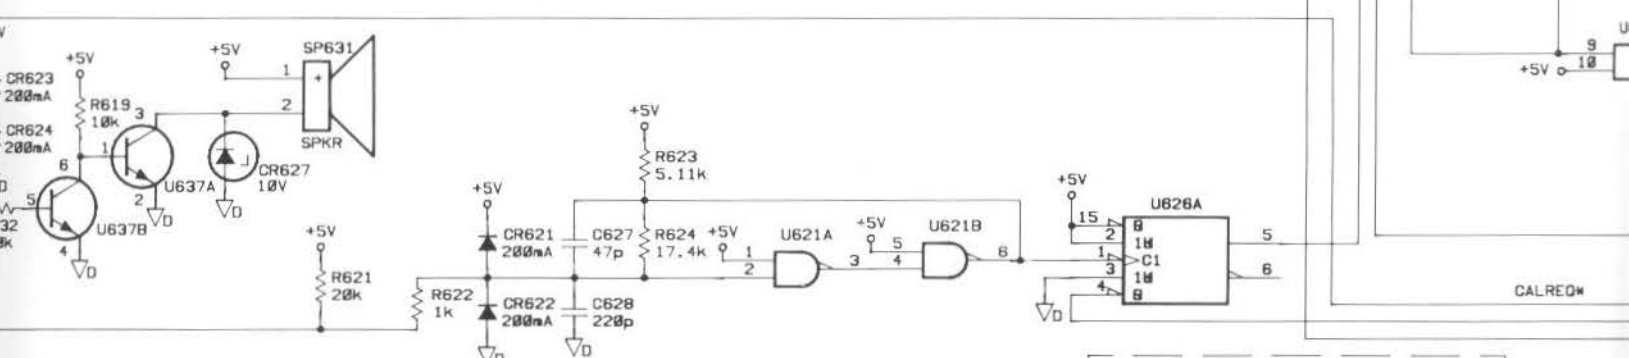 +5V
+5V
SP631
CR623
200mA
R619
10k
CR624
200mA
3
1
6
1
2
SPKR
U637A
2
CR627
10V
D
D
5
U637B
4
D
+5V
R621
20k
+5V
CR621
200mA
C627
47p
R622
1k
CR622
200mA
C628
220p
D
D
+5V
R623
5.11k
R624
17.4k
+5V
1
2
U621A
3
+5V
5
4
U621B
6
+5V
U626A
15
2
1
3
4
C1
5
6
D
+5V
9
10
CALREQ*